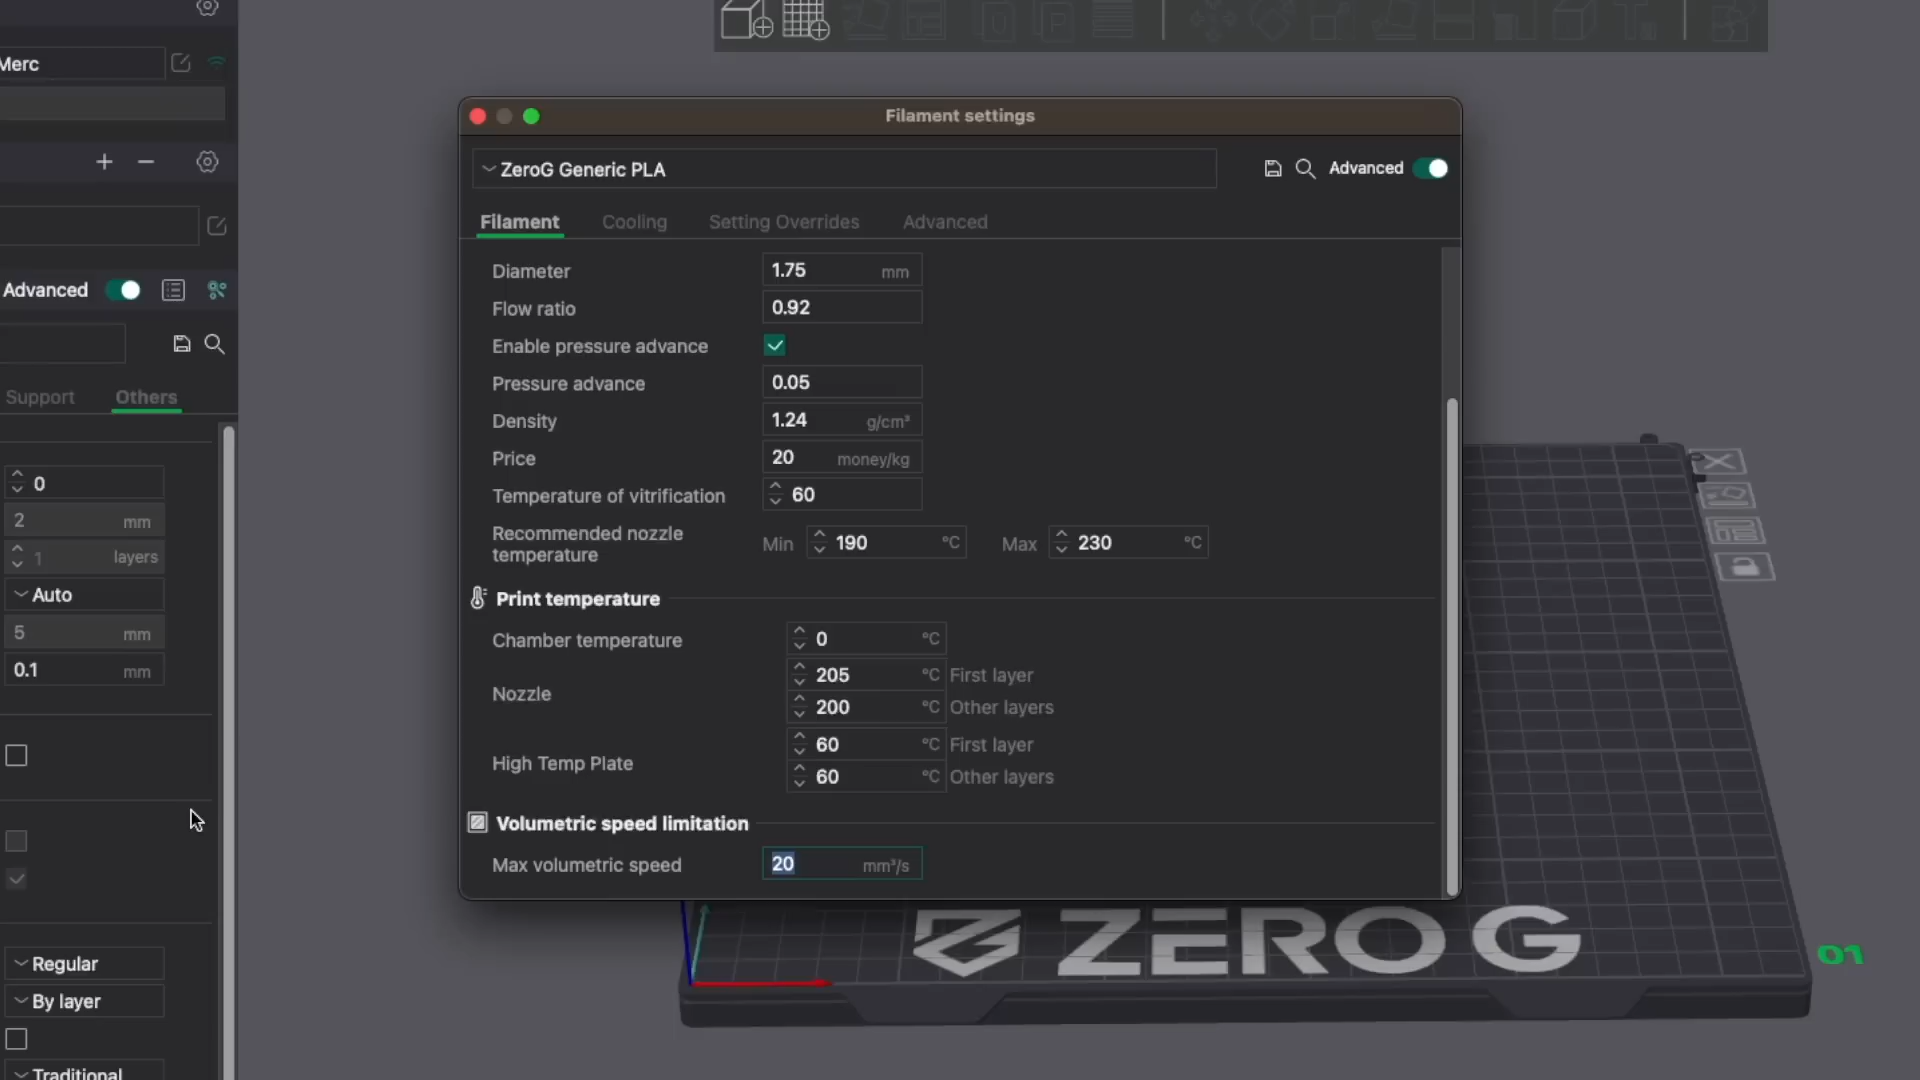 Merc
Advanced
Support Others
0
2 mm
1 layers
Auto
5 mm
0.1 mm
Regular
By layer
Traditional
Filament settings
ZeroG Generic PLA
Advanced
Filament Cooling Setting Overrides Advanced
Diameter 1.75 mm
Flow ratio 0.92
Enable pressure advance
Pressure advance 0.05
Density 1.24 g/cm³
Price 20 money/kg
Temperature of vitrification 60
Recommended nozzle
temperature Min 190 °C Max 230 °C
Print temperature
Chamber temperature 0 °C
Nozzle 205 °C First layer
200 °C Other layers
High Temp Plate 60 °C First layer
60 °C Other layers
Volumetric speed limitation
Max volumetric speed 20 mm³/s
ZERO G
01